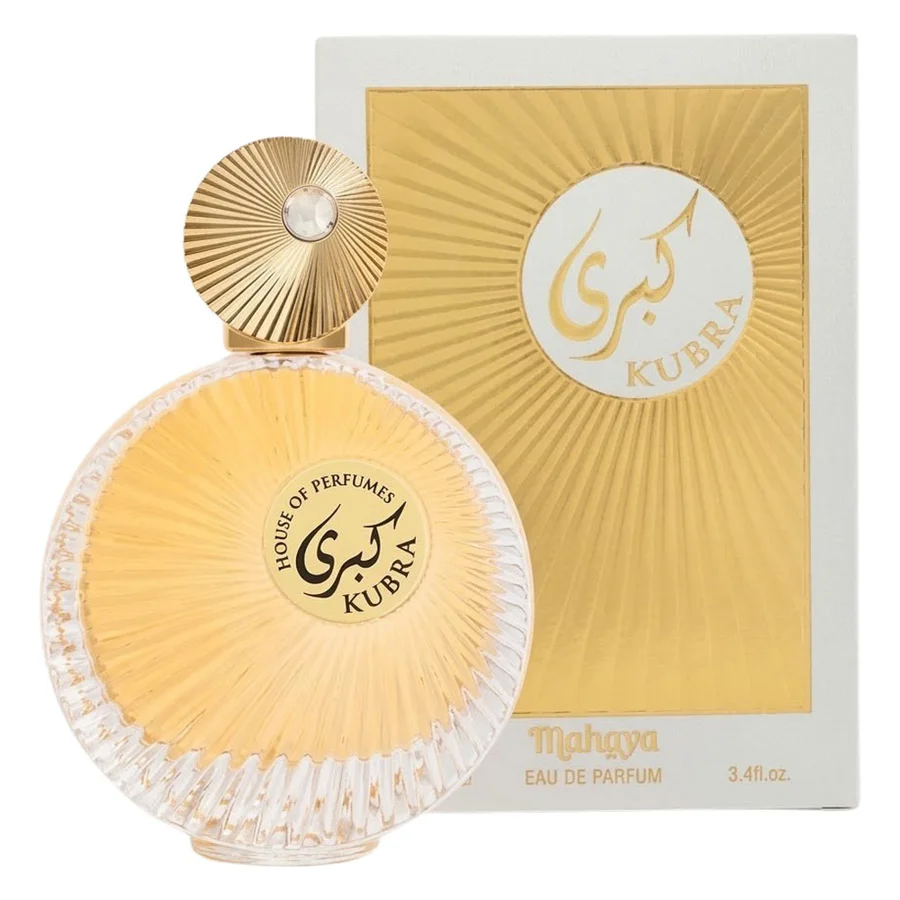 HOUSE OF PERFUMES
كبرى
KUBRA
كبرى
KUBRA
Mahaya
EAU DE PARFUM
3.4fl.oz.